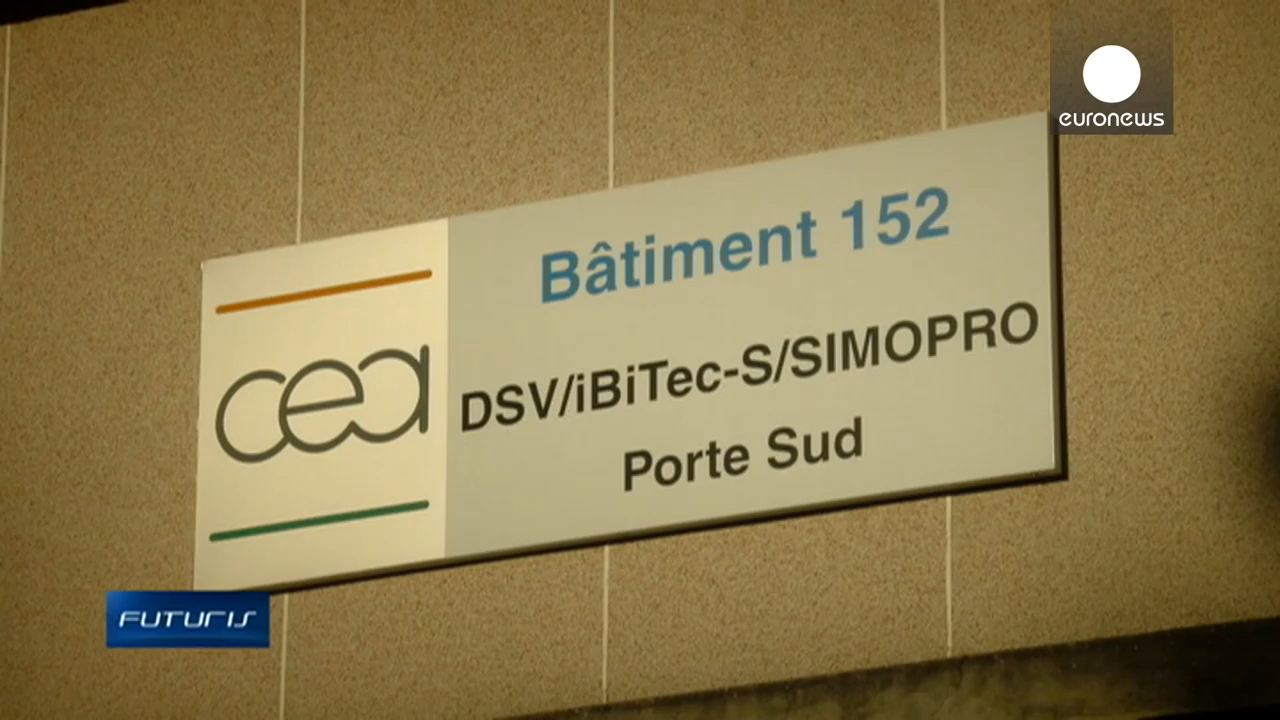 euronews
Bâtiment 152
cea
DSV/iBiTec-S/SIMOPRO
Porte Sud
FUTURIS